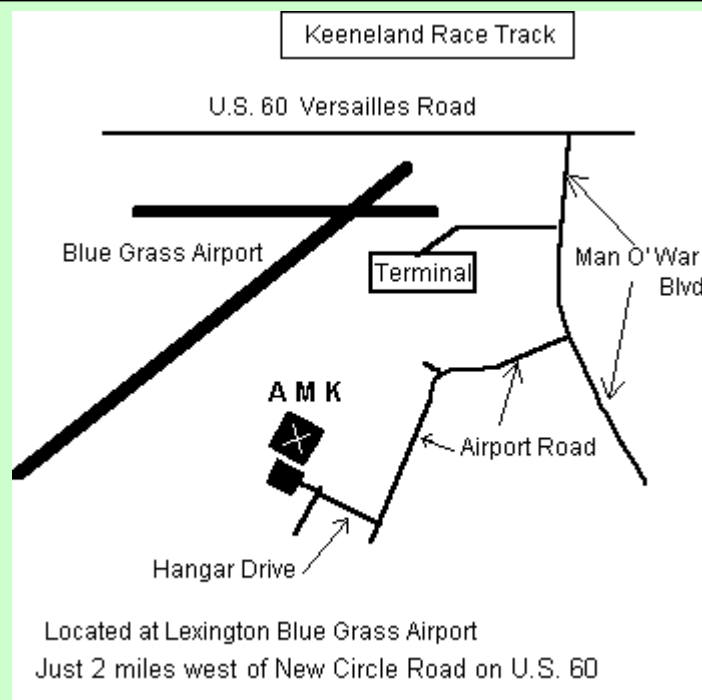 Keeneland Race Track
U.S. 60 Versailles Road
Blue Grass Airport
Terminal
Man O'War
Blvd
A M K
Airport Road
Hangar Drive
Located at Lexington Blue Grass Airport
Just 2 miles west of New Circle Road on U.S. 60